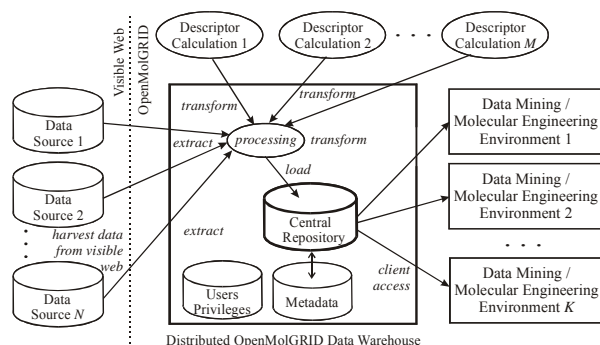 Visible Web
OpenMolGRID
Descriptor
Calculation 1
Descriptor
Calculation 2
. . .
Descriptor
Calculation M
transform
transform
Data
Source 1
extract
processing
transform
load
Data
Source 2
harvest data
from visible
web
extract
Central
Repository
client
access
Data
Source N
Users
Privileges
Metadata
Data Mining /
Molecular Engineering
Environment 1
Data Mining /
Molecular Engineering
Environment 2
. . .
Data Mining /
Molecular Engineering
Environment K
Distributed OpenMolGRID Data Warehouse